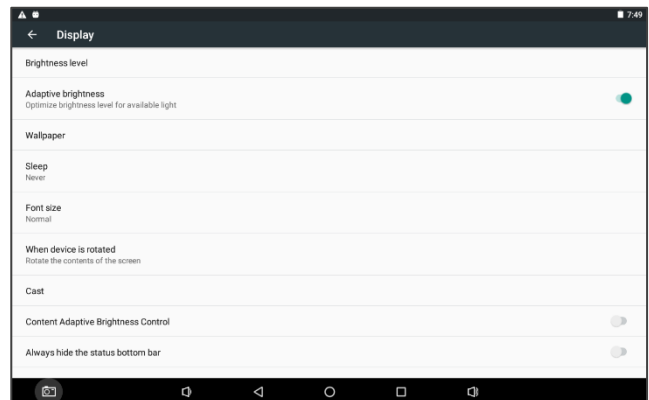 7:49
Display
Brightness level
Adaptive brightness
Optimize brightness level for available light
Wallpaper
Sleep
Never
Font size
Normal
When device is rotated
Rotate the contents of the screen
Cast
Content Adaptive Brightness Control
Always hide the status bottom bar